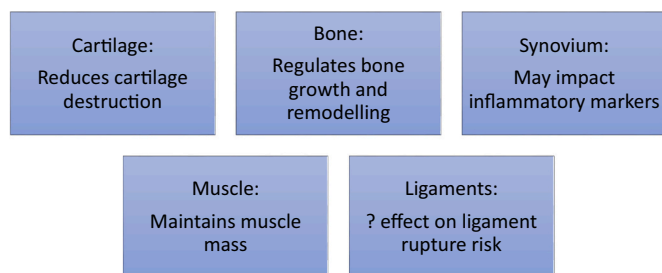 Cartilage:
Reduces cartilage
destruction
Bone:
Regulates bone
growth and
remodelling
Synovium:
May impact
inflammatory markers
Muscle:
Maintains muscle
mass
Ligaments:
? effect on ligament
rupture risk